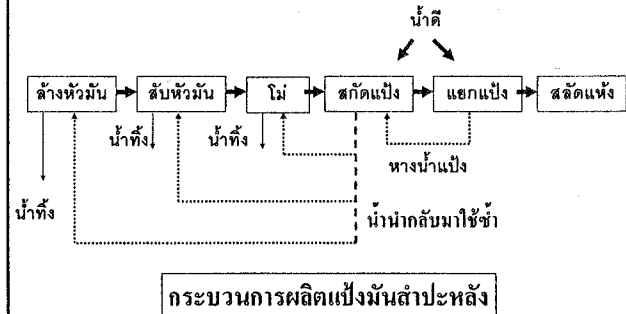 น้ำดี
ล้างหัวมัน
สับหัวมัน
โม่
สกัดแป้ง
แยกแป้ง
สลัดแห้ง
น้ำทิ้ง
น้ำทิ้ง
น้ำทิ้ง
หางน้ำแป้ง
น้ำนำกลับมาใช้ซ้ำ
กระบวนการผลิตแป้งมันสำปะหลัง